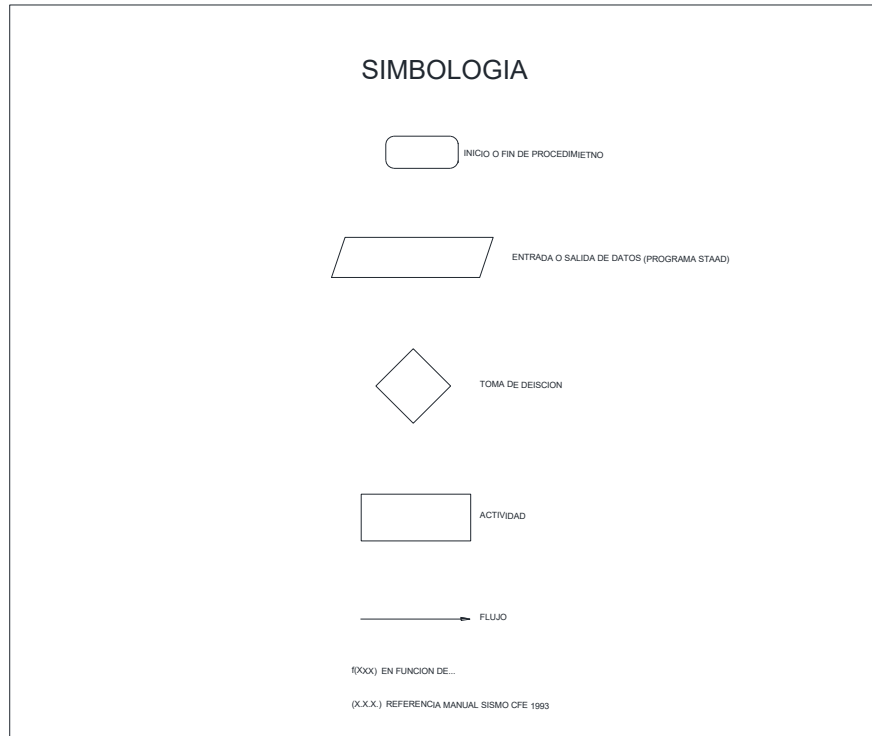 SIMBOLOGIA
INICIO O FIN DE PROCEDIMIETNO
ENTRADA O SALIDA DE DATOS (PROGRAMA STAAD)
TOMA DE DEISCION
ACTIVIDAD
FLUJO
f(XXX) EN FUNCION DE...
(X.X.X.) REFERENCIA MANUAL SISMO CFE 1993